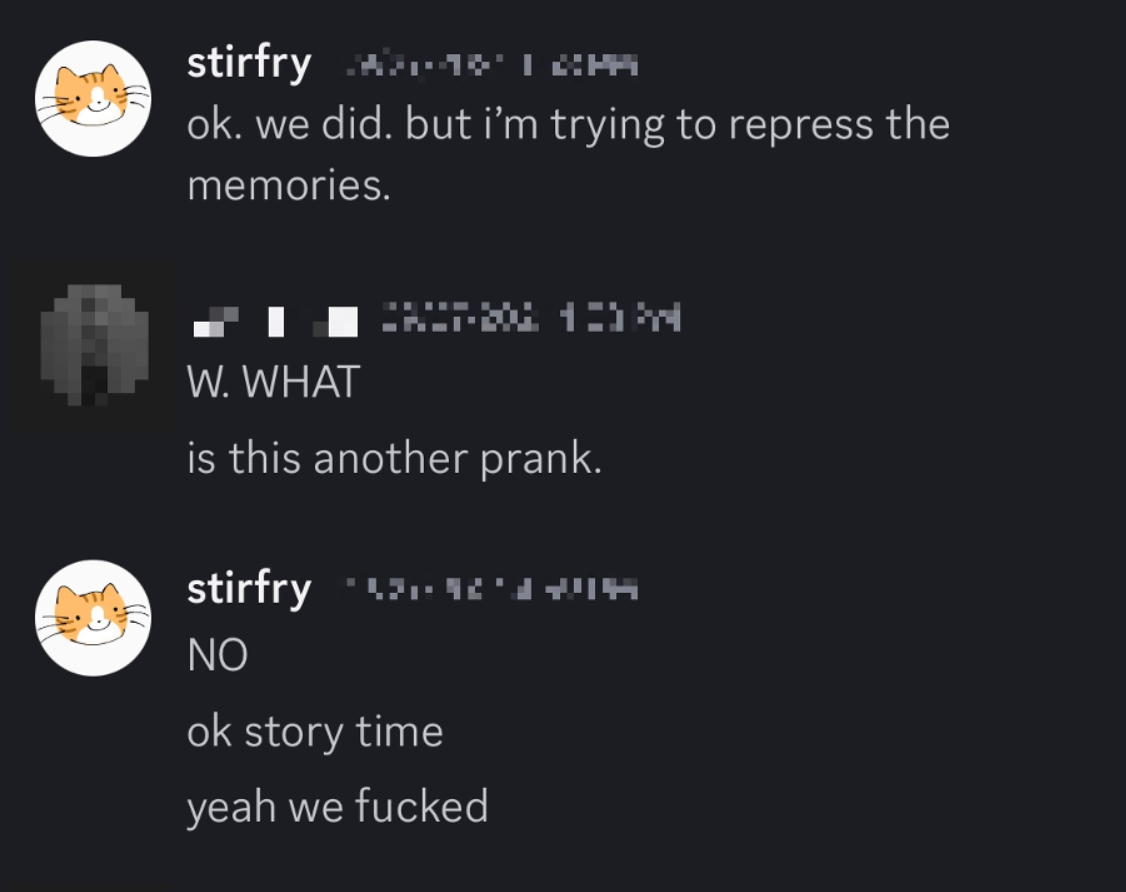 stirfry
ok. we did. but i’m trying to repress the
memories.
W. WHAT
is this another prank.
stirfry
NO
ok story time
yeah we fucked